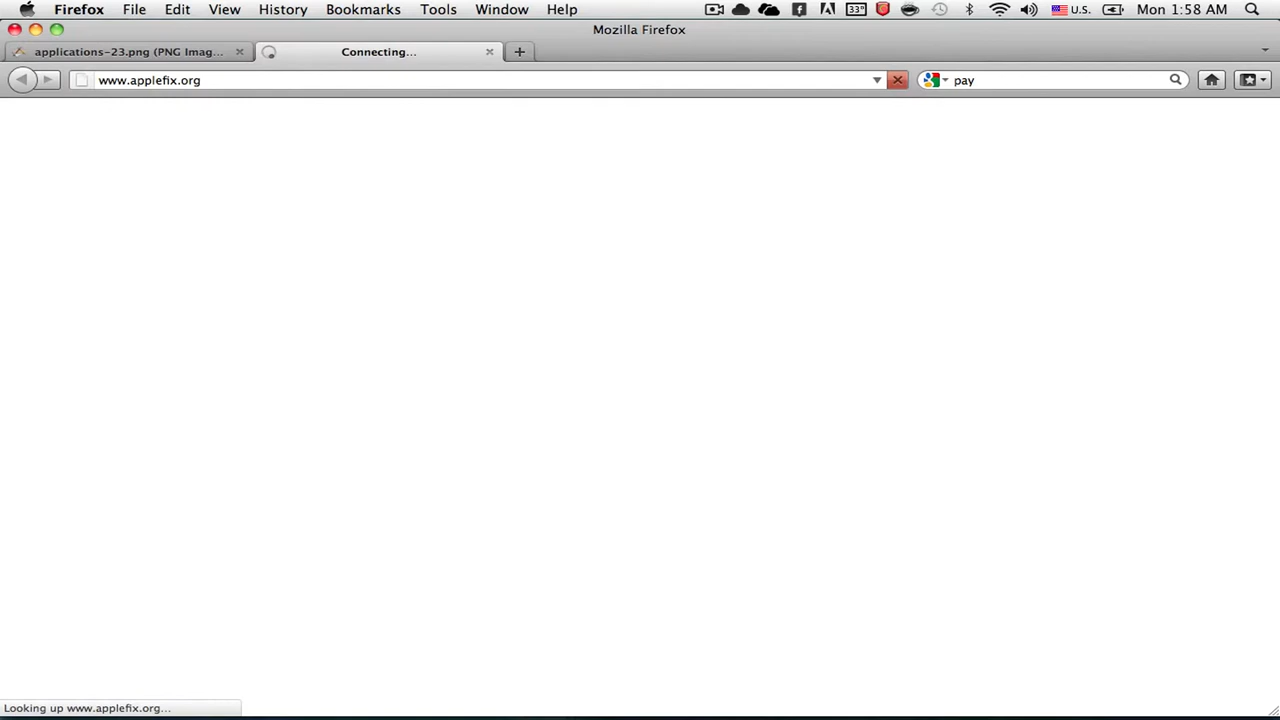 Firefox File Edit View History Bookmarks Tools Window Help 33° U.S. Mon 1:58 AM
Mozilla Firefox
applications-23.png (PNG Imag... Connecting...
www.applefix.org pay
Looking up www.applefix.org...